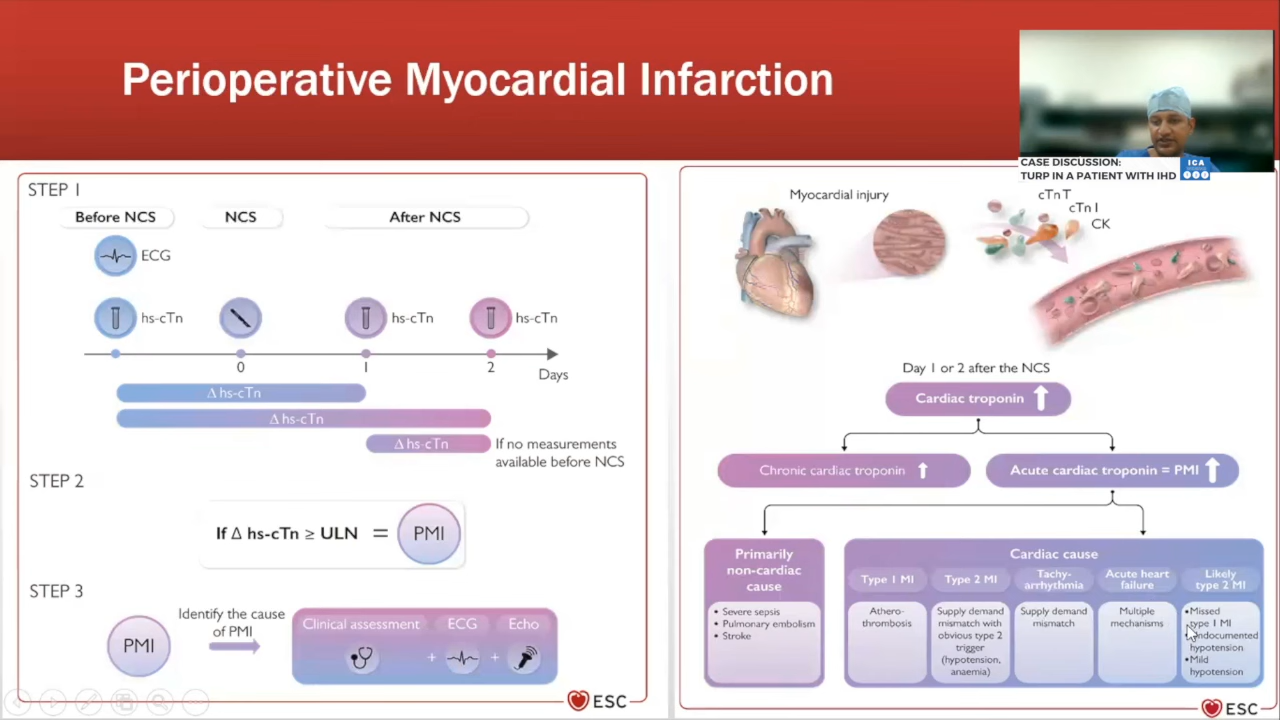 Perioperative Myocardial Infarction
CASE DISCUSSION:
TURP IN A PATIENT WITH IHD
ICA
STEP 1
Before NCS
NCS
After NCS
ECG
hs-cTn
hs-cTn
hs-cTn
0
1
2
Days
Δ hs-cTn
Δ hs-cTn
Δ hs-cTn
If no measurements
available before NCS
STEP 2
If Δ hs-cTn ≥ ULN = PMI
STEP 3
PMI
Identify the cause
of PMI
Clinical assessment
ECG
Echo
+
+
ESC
Myocardial injury
cTnT
cTnI
CK
Day 1 or 2 after the NCS
Cardiac troponin
Chronic cardiac troponin
Acute cardiac troponin = PMI
Primarily
non-cardiac
cause
• Severe sepsis
• Pulmonary embolism
• Stroke
Cardiac cause
Type 1 MI
Athero-
thrombosis
Type 2 MI
Supply demand
mismatch with
obvious type 2
trigger
(hypotension,
anaemia)
Tachy-
arrhythmia
Supply demand
mismatch
Acute heart
failure
Multiple
mechanisms
Likely
type 2 MI
•Missed
type 1 MI
Undocumented
hypotension
•Mild
hypotension
ESC